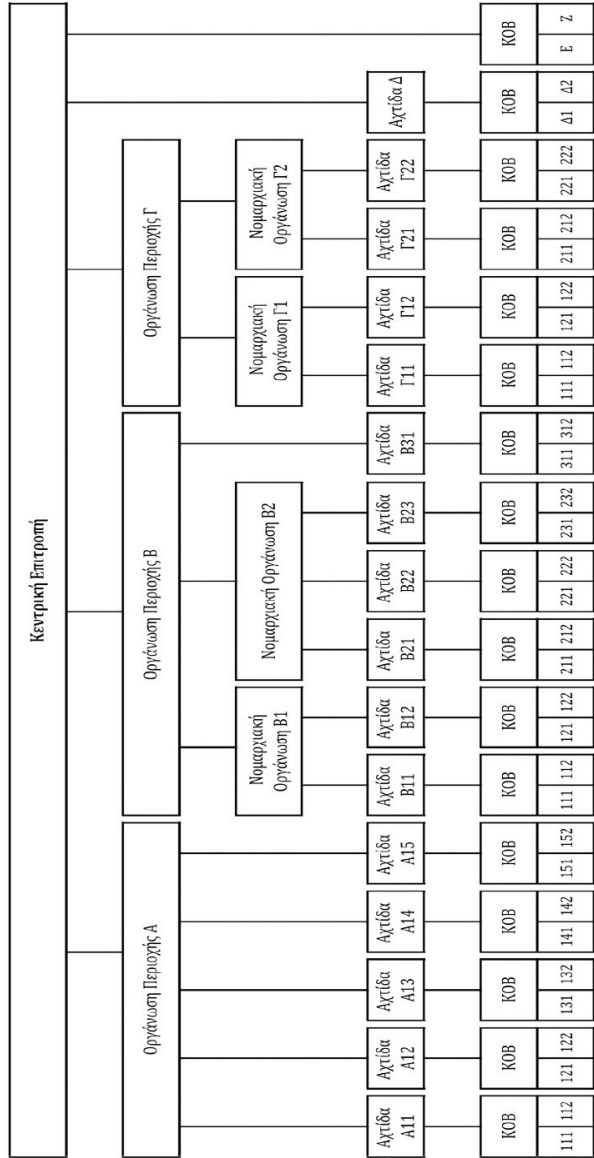 Κεντρική Επιτροπή
Οργάνωση Περιοχής Α
Οργάνωση Περιοχής Β
Οργάνωση Περιοχής Γ
Νομαρχιακή
Οργάνωση Β1
Νομαρχιακή Οργάνωση Β2
Νομαρχιακή
Οργάνωση Γ1
Νομαρχιακή
Οργάνωση Γ2
Αχτίδα
Α11
Αχτίδα
Α12
Αχτίδα
Α13
Αχτίδα
Α14
Αχτίδα
Α15
Αχτίδα
Β11
Αχτίδα
Β12
Αχτίδα
Β21
Αχτίδα
Β22
Αχτίδα
Β23
Αχτίδα
Β31
Αχτίδα
Γ11
Αχτίδα
Γ12
Αχτίδα
Γ21
Αχτίδα
Γ22
Αχτίδα Δ
ΚΟΒ ΚΟΒ ΚΟΒ ΚΟΒ ΚΟΒ ΚΟΒ ΚΟΒ ΚΟΒ ΚΟΒ ΚΟΒ ΚΟΒ ΚΟΒ ΚΟΒ ΚΟΒ ΚΟΒ ΚΟΒ ΚΟΒ
111 112 121 122 131 132 141 142 151 152 111 112 121 122 211 212 221 222 231 232 311 312 111 112 121 122 211 212 221 222 Δ1 Δ2 Ε Ζ